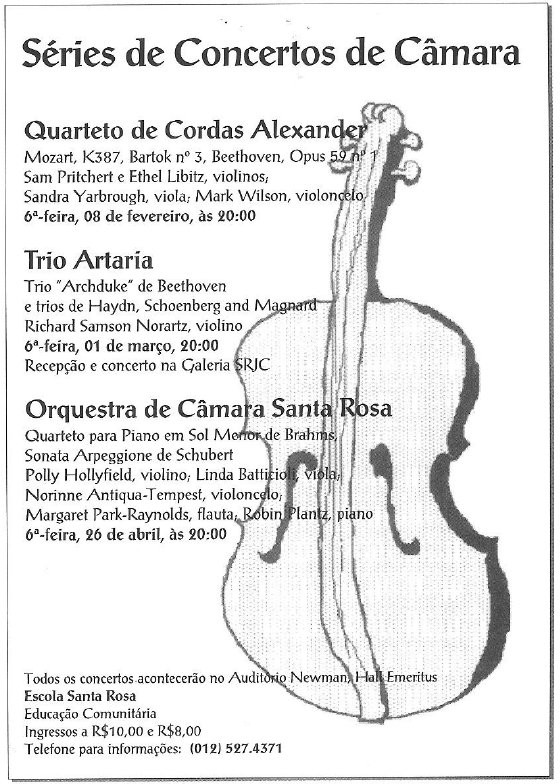 Séries de Concertos de Câmara
Quarteto de Cordas Alexander
Mozart, K387, Bartok nº 3, Beethoven, Opus 59 nº 1
Sam Pritchert e Ethel Libitz, violinos;
Sandra Yarbrough, viola; Mark Wilson, violoncelo,
6ª-feira, 08 de fevereiro, às 20:00
Trio Artaria
Trio "Archduke" de Beethoven
e trios de Haydn, Schoenberg and Magnard
Richard Samson Norartz, violino
6ª-feira, 01 de março, 20:00
Recepção e concerto na Galeria SRJC
Orquestra de Câmara Santa Rosa
Quarteto para Piano em Sol Menor de Brahms,
Sonata Arpeggione de Schubert
Polly Hollyfield, violino; Linda Batticioli, viola;
Norinne Antiqua-Tempest, violoncelo;
Margaret Park-Raynolds, flauta; Robin Plantz, piano
6ª-feira, 26 de abril, às 20:00
Todos os concertos acontecerão no Auditório Newman, Hall Emeritus
Escola Santa Rosa
Educação Comunitária
Ingressos a R$10,00 e R$8,00
Telefone para informações: (012) 527.4371